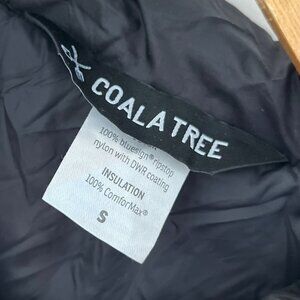 COALATREE
100% bluesign® ripstop
nylon with DWR coating
INSULATION
100% ComforMax®
S